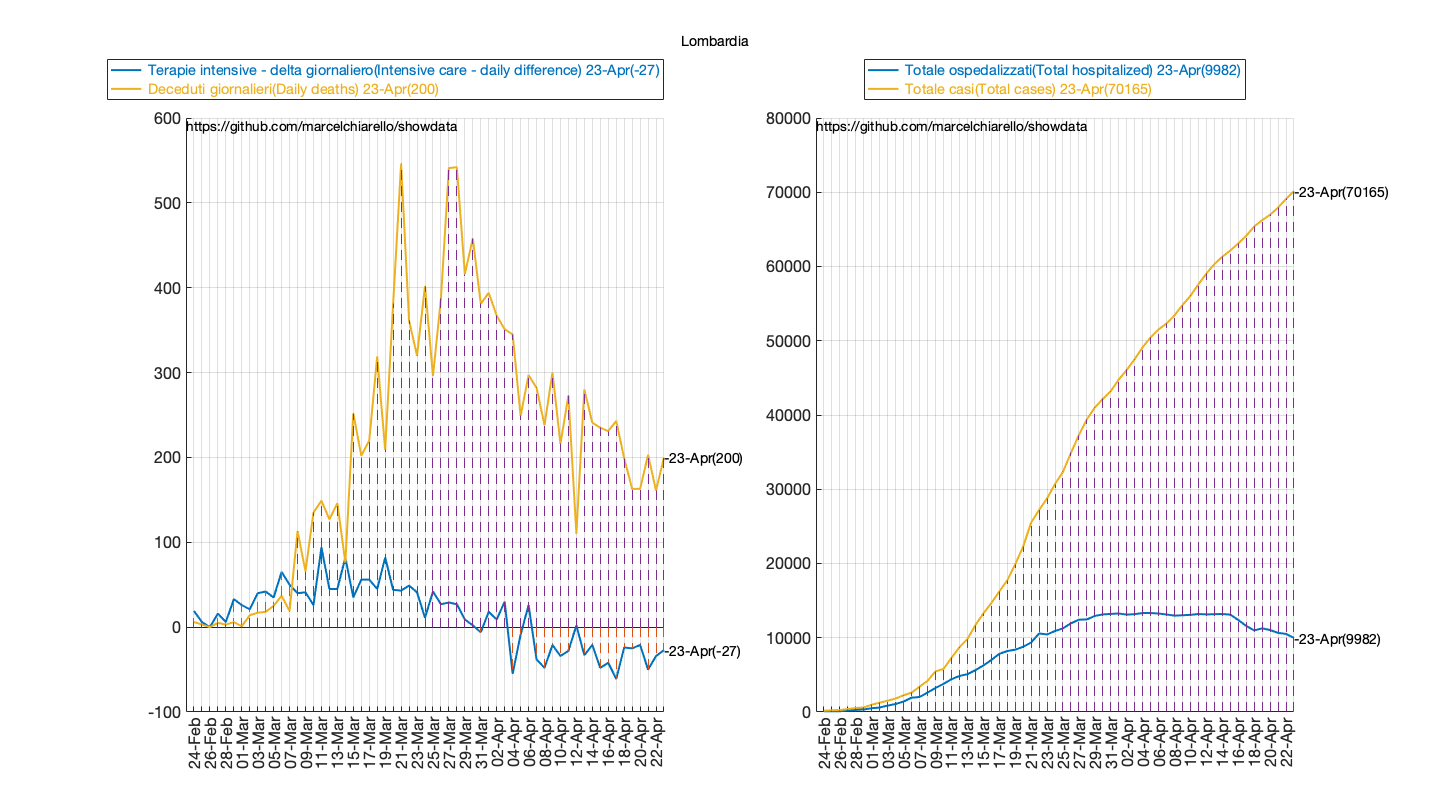 Lombardia
Terapie intensive - delta giornaliero(Intensive care - daily difference) 23-Apr(-27)
Deceduti giornalieri(Daily deaths) 23-Apr(200)
600
https://github.com/marcelchiarello/showdata
500
400
300
200
100
0
-100
-23-Apr(200)
-23-Apr(-27)
24-Feb
26-Feb
28-Feb
01-Mar
03-Mar
05-Mar
07-Mar
09-Mar
11-Mar
13-Mar
15-Mar
17-Mar
19-Mar
21-Mar
23-Mar
25-Mar
27-Mar
29-Mar
31-Mar
02-Apr
04-Apr
06-Apr
08-Apr
10-Apr
12-Apr
14-Apr
16-Apr
18-Apr
20-Apr
22-Apr
Totale ospedalizzati(Total hospitalized) 23-Apr(9982)
Totale casi(Total cases) 23-Apr(70165)
80000
https://github.com/marcelchiarello/showdata
70000
60000
50000
40000
30000
20000
10000
0
-23-Apr(70165)
-23-Apr(9982)
24-Feb
26-Feb
28-Feb
01-Mar
03-Mar
05-Mar
07-Mar
09-Mar
11-Mar
13-Mar
15-Mar
17-Mar
19-Mar
21-Mar
23-Mar
25-Mar
27-Mar
29-Mar
31-Mar
02-Apr
04-Apr
06-Apr
08-Apr
10-Apr
12-Apr
14-Apr
16-Apr
18-Apr
20-Apr
22-Apr